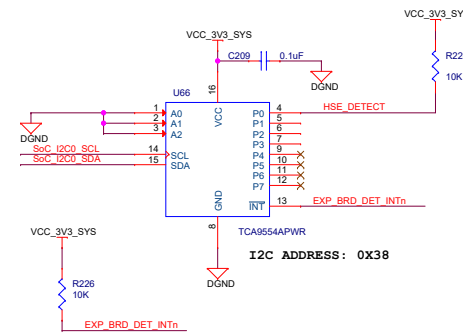 VCC_3V3_SY
VCC_3V3_SYS
C209 0.1uF
R22
10K
DGND
U66
16
VCC
1 A0
2 A1
3 A2
DGND
P0 4 HSE_DETECT
P1 5
P2 6
P3 7
P4 9
P5 10
P6 11
P7 12
SoC_I2C0_SCL 14 SCL
SoC_I2C0_SDA 15 SDA
INT 13 EXP_BRD_DET_INTn
GND
8
TCA9554APWR
DGND
I2C ADDRESS: 0X38
VCC_3V3_SYS
R226
10K
EXP_BRD_DET_INTn